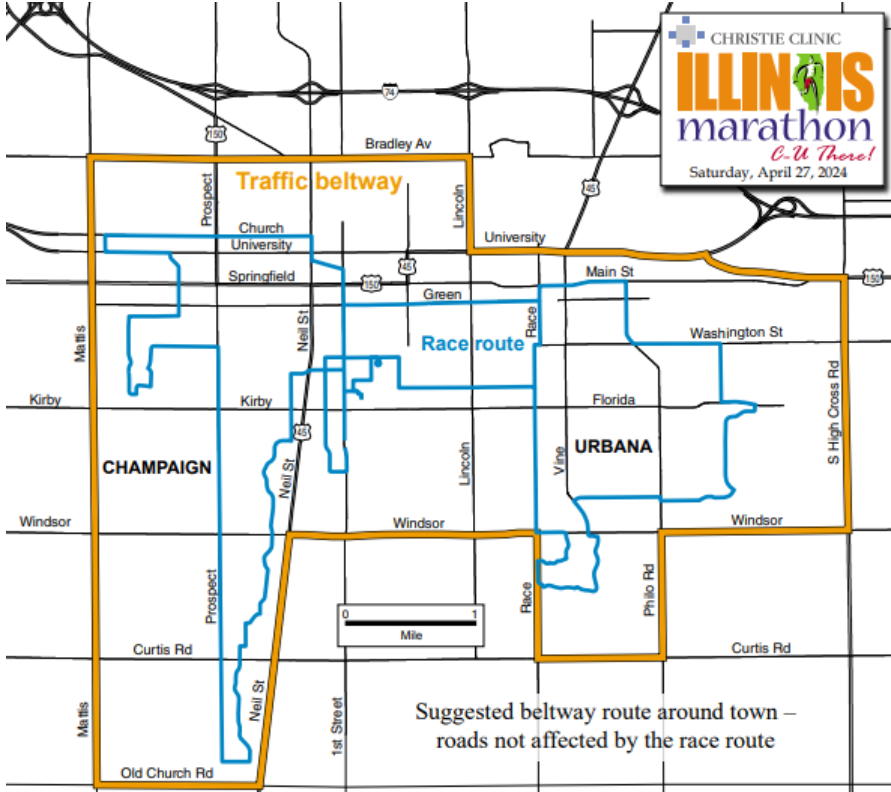 CHRISTIE CLINIC
ILLINOIS
marathon
C-U There!
Saturday, April 27, 2024
74
150
Bradley Av
45
Traffic beltway
Prospect
Lincoln
Church
University
University
45
Springfield
150
Main St
150
Green
Mattis
Neil St
Race route
Race
Washington St
Kirby
Kirby
Florida
S High Cross Rd
45
CHAMPAIGN
Neil St
Lincoln
Vine
URBANA
Windsor
Windsor
Windsor
Prospect
Race
Philo Rd
0 1
Mile
Curtis Rd
Curtis Rd
Mattis
Neil St
1st Street
Suggested beltway route around town –
roads not affected by the race route
Old Church Rd